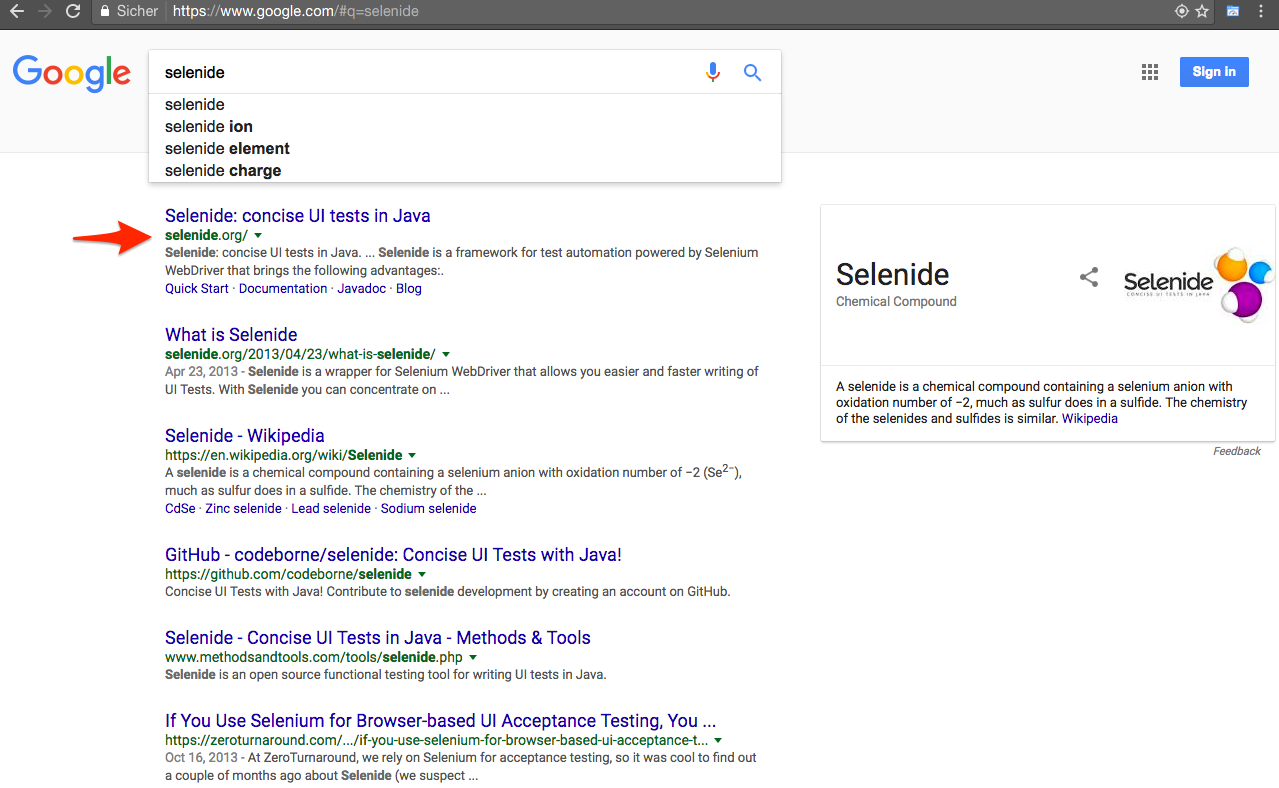 Sicher https://www.google.com/#q=selenide
Google
selenide
Sign in
selenide
selenide ion
selenide element
selenide charge
Selenide: concise UI tests in Java
selenide.org/
Selenide: concise UI tests in Java. ... Selenide is a framework for test automation powered by Selenium
WebDriver that brings the following advantages:.
Quick Start · Documentation · Javadoc · Blog
What is Selenide
selenide.org/2013/04/23/what-is-selenide/
Apr 23, 2013 - Selenide is a wrapper for Selenium WebDriver that allows you easier and faster writing of
UI Tests. With Selenide you can concentrate on ...
Selenide - Wikipedia
https://en.wikipedia.org/wiki/Selenide
A selenide is a chemical compound containing a selenium anion with oxidation number of −2 (Se²⁻),
much as sulfur does in a sulfide. The chemistry of the ...
CdSe · Zinc selenide · Lead selenide · Sodium selenide
GitHub - codeborne/selenide: Concise UI Tests with Java!
https://github.com/codeborne/selenide
Concise UI Tests with Java! Contribute to selenide development by creating an account on GitHub.
Selenide - Concise UI Tests in Java - Methods & Tools
www.methodsandtools.com/tools/selenide.php
Selenide is an open source functional testing tool for writing UI tests in Java.
If You Use Selenium for Browser-based UI Acceptance Testing, You ...
https://zeroturnaround.com/.../if-you-use-selenium-for-browser-based-ui-acceptance-t...
Oct 16, 2013 - At ZeroTurnaround, we rely on Selenium for acceptance testing, so it was cool to find out
a couple of months ago about Selenide (we suspect ...
Selenide
Chemical Compound
Selenide
CONCISE UI TESTS IN JAVA
A selenide is a chemical compound containing a selenium anion with
oxidation number of −2, much as sulfur does in a sulfide. The chemistry
of the selenides and sulfides is similar. Wikipedia
Feedback